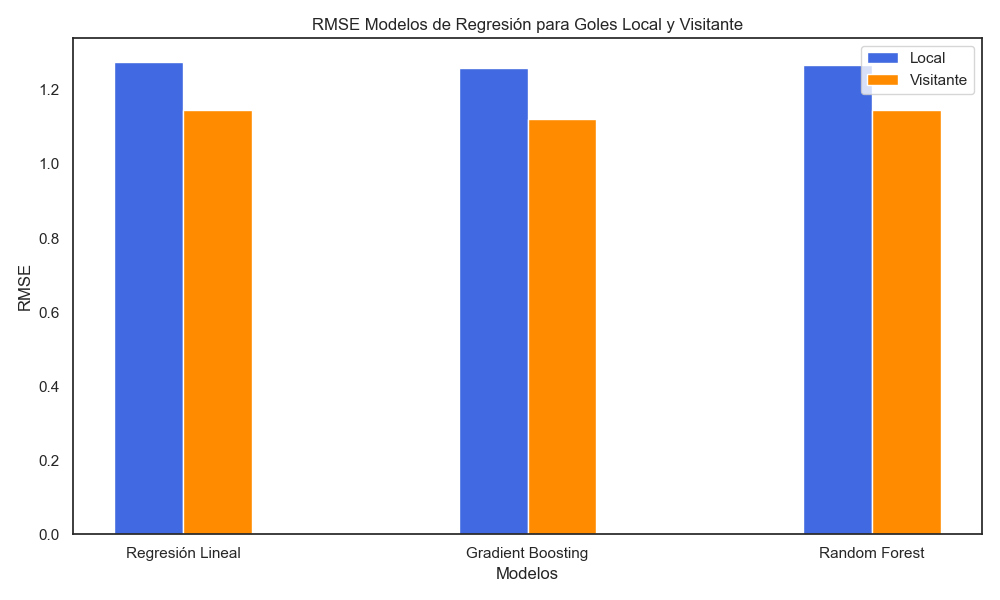 RMSE Modelos de Regresión para Goles Local y Visitante
Local
Visitante
1.2
1.0
0.8
0.6
0.4
0.2
0.0
RMSE
Regresión Lineal
Gradient Boosting
Random Forest
Modelos